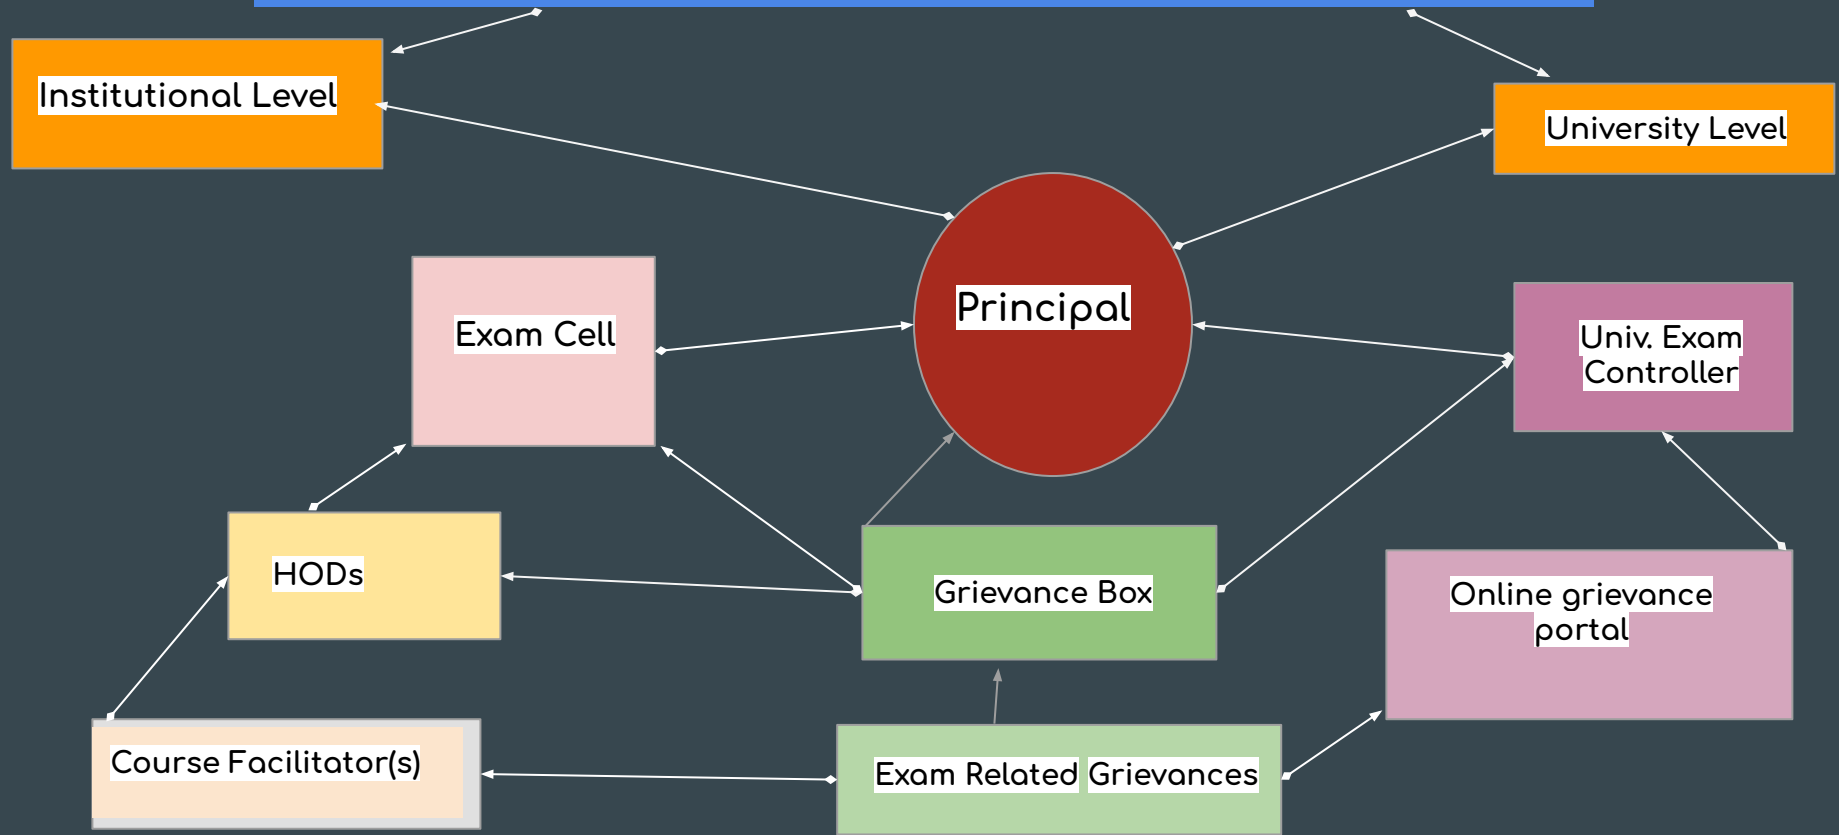 Institutional Level
University Level
Principal
Exam Cell
Univ. Exam
Controller
HODs
Grievance Box
Online grievance
portal
Course Facilitator(s)
Exam Related Grievances